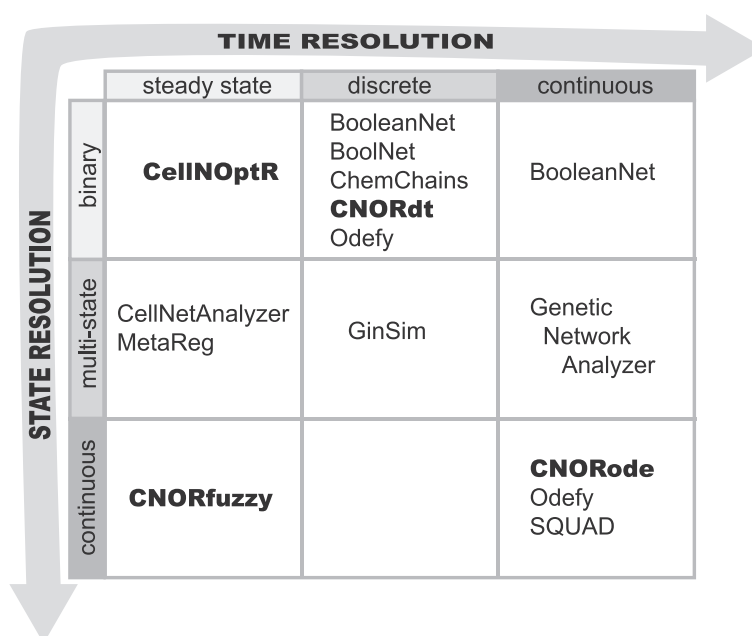 TIME RESOLUTION
steady state
discrete
continuous
STATE RESOLUTION
binary
CellNOptR
BooleanNet
BoolNet
ChemChains
CNORdt
Odefy
BooleanNet
multi-state
CellNetAnalyzer
MetaReg
GinSim
Genetic
Network
Analyzer
continuous
CNORfuzzy
CNORode
Odefy
SQUAD